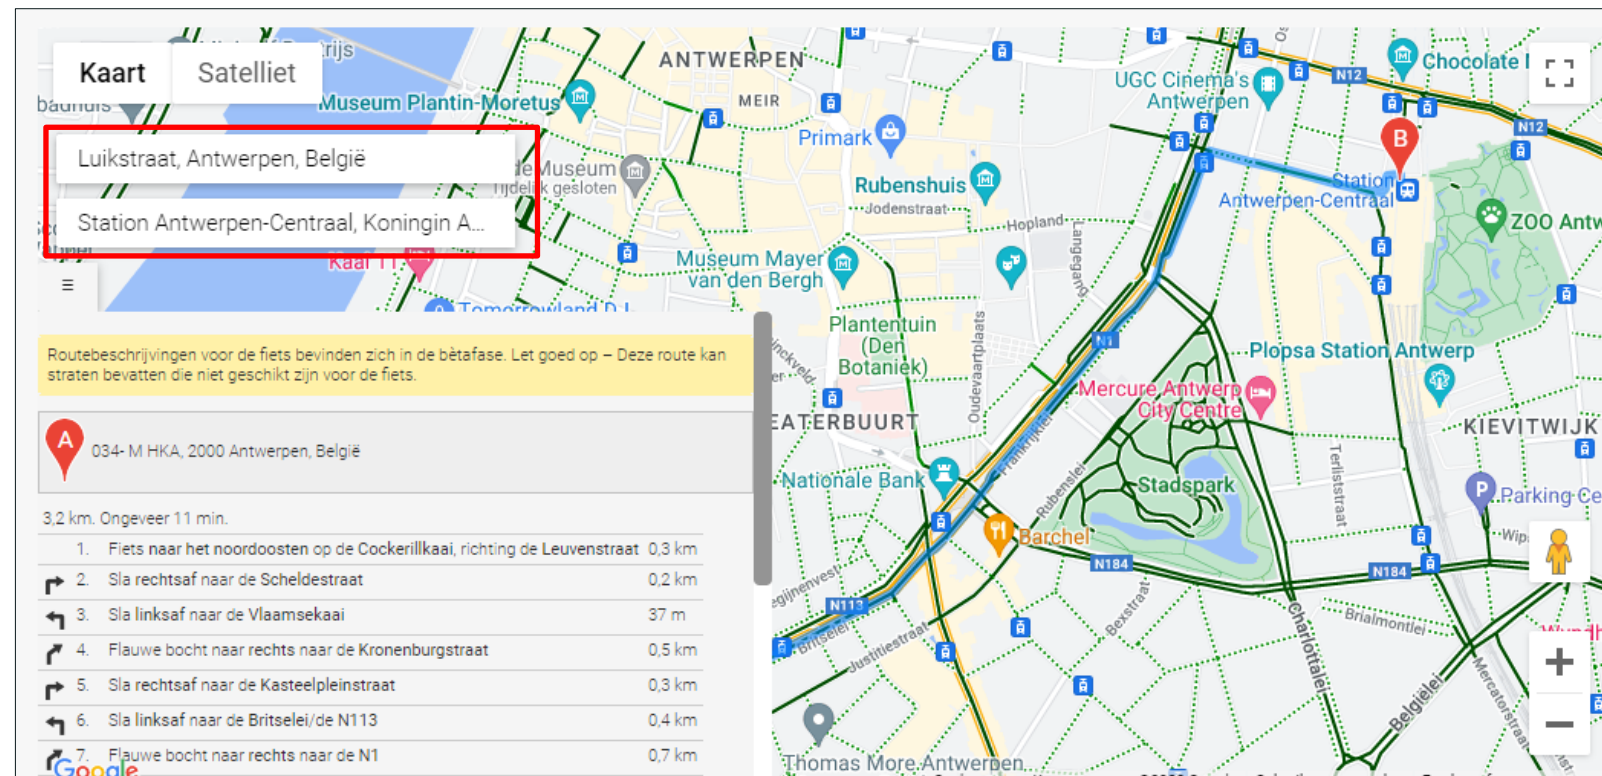 Kaart
Satelliet
ANTWERPEN
MEIR
Museum Plantin-Moretus
UGC Cinema's
Antwerpen
N12
Chocolate
N12
Primark
B
Luikstraat, Antwerpen, België
Station Antwerpen-Centraal, Koningin A...
de Museum
Tijdelijk gesloten
Rubenshuis
Jodenstraat
Hopland
Langegang
Station
Antwerpen-Centraal
ZOO Antw
Museum Mayer
van den Bergh
Plantentuin
(Den
Botaniek)
Oudevaartplaats
N1
Plopsa Station Antwerp
Mercure Antwerp
City Centre
KIEVITWIJK
Routebeschrijvingen voor de fiets bevinden zich in de bètafase. Let goed op – Deze route kan
straten bevatten die niet geschikt zijn voor de fiets.
A
034- M HKA, 2000 Antwerpen, België
EATERBUURT
Frankrijklei
Nationale Bank
Rubenslei
Stadspark
Terliststraat
P
Parking Ce
Barchel
N184
N184
Wip
3,2 km. Ongeveer 11 min.
1. Fiets naar het noordoosten op de Cockerillkaai, richting de Leuvenstraat 0,3 km
2. Sla rechtsaf naar de Scheldestraat 0,2 km
3. Sla linksaf naar de Vlaamsekaai 37 m
4. Flauwe bocht naar rechts naar de Kronenburgstraat 0,5 km
5. Sla rechtsaf naar de Kasteelpleinstraat 0,3 km
6. Sla linksaf naar de Britselei/de N113 0,4 km
7. Flauwe bocht naar rechts naar de N1 0,7 km
Google
N113
Britselei
Justitiestraat
Bexstraat
Charlottalei
Brialmontlei
Belgiëlei
Mercatorstraat
Thomas More Antwerpen